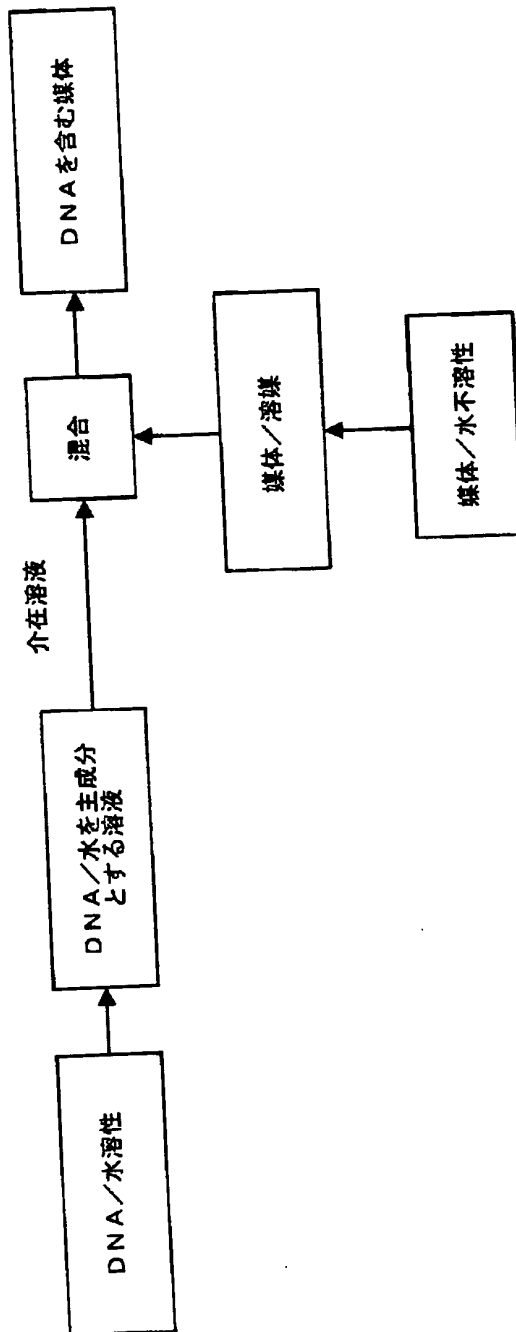 DNA/水溶性
DNA/水を主成分
とする溶液
介在溶液
混合
DNAを含む媒体
媒体/溶媒
媒体/水不溶性